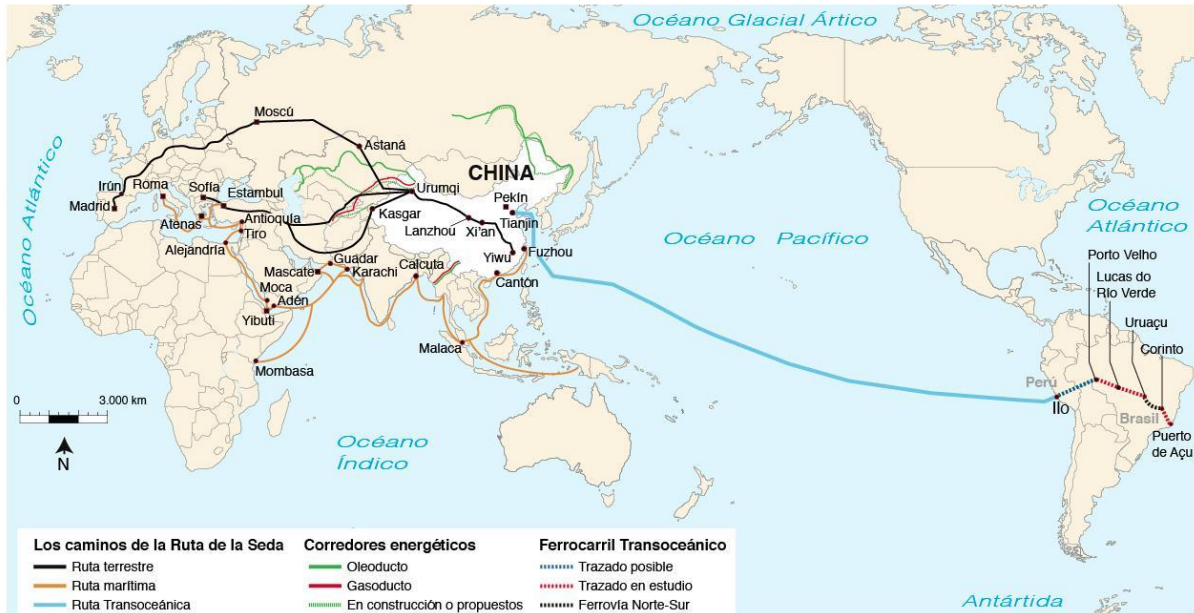 Océano Glacial Ártico
Moscú
Astaná
Océano Atlántico
Irún
Roma
Sofía
Estambul
Madrid
Atenas
Antioquía
Tiro
Alejandría
CHINA
Urumqi
Pekín
Tianjin
Kasgar
Lanzhou
Xi'an
Yiwu
Fuzhou
Guadar
Mascate
Karachi
Calcuta
Cantón
Moca
Adén
Yibuti
Malaca
Mombasa
Océano Pacífico
Océano
Atlántico
Porto Velho
Lucas do
Río Verde
Uruaçu
Corinto
Perú
Ilo
Brasil
Puerto
de Açu
0 3.000 km
N
Océano
Índico
Antártida
Los caminos de la Ruta de la Seda
Ruta terrestre
Ruta marítima
Ruta Transoceánica
Corredores energéticos
Oleoducto
Gasoducto
En construcción o propuestos
Ferrocarril Transoceánico
Trazado posible
Trazado en estudio
Ferrovía Norte-Sur